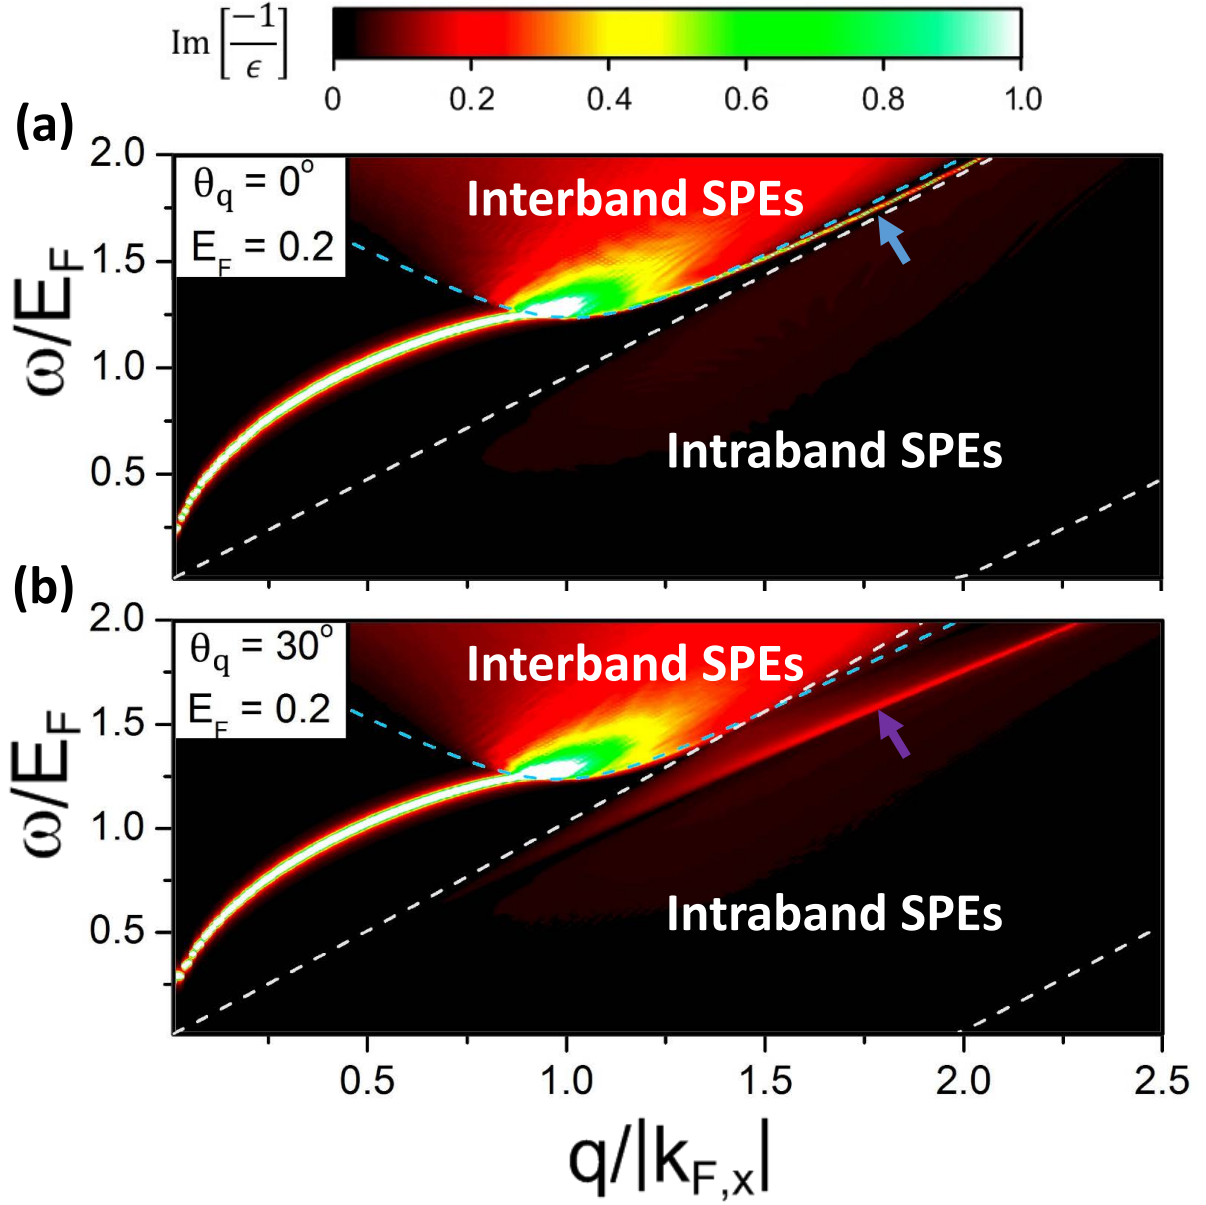 Im [−1/ϵ]
0 0.2 0.4 0.6 0.8 1.0
(a)
θq = 0°
EF = 0.2
Interband SPEs
Intraband SPEs
2.0
1.5
1.0
0.5
ω/EF
(b)
θq = 30°
EF = 0.2
Interband SPEs
Intraband SPEs
2.0
1.5
1.0
0.5
ω/EF
0.5 1.0 1.5 2.0 2.5
q/|kF,x|